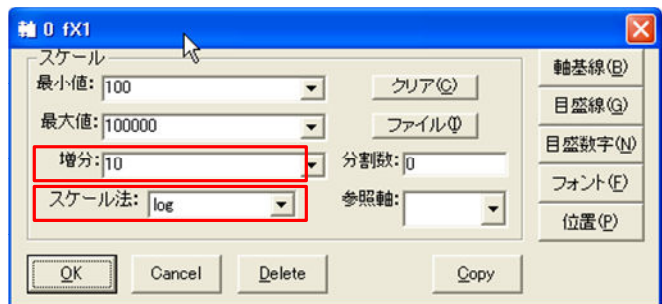 軸 0 fX1
スケール
最小値: 100
クリア(C)
最大値: 100000
ファイル(I)
増分: 10
分割数: 0
スケール法: log
参照軸:
軸基線(B)
目盛線(G)
目盛数字(N)
フォント(F)
位置(P)
OK
Cancel
Delete
Copy